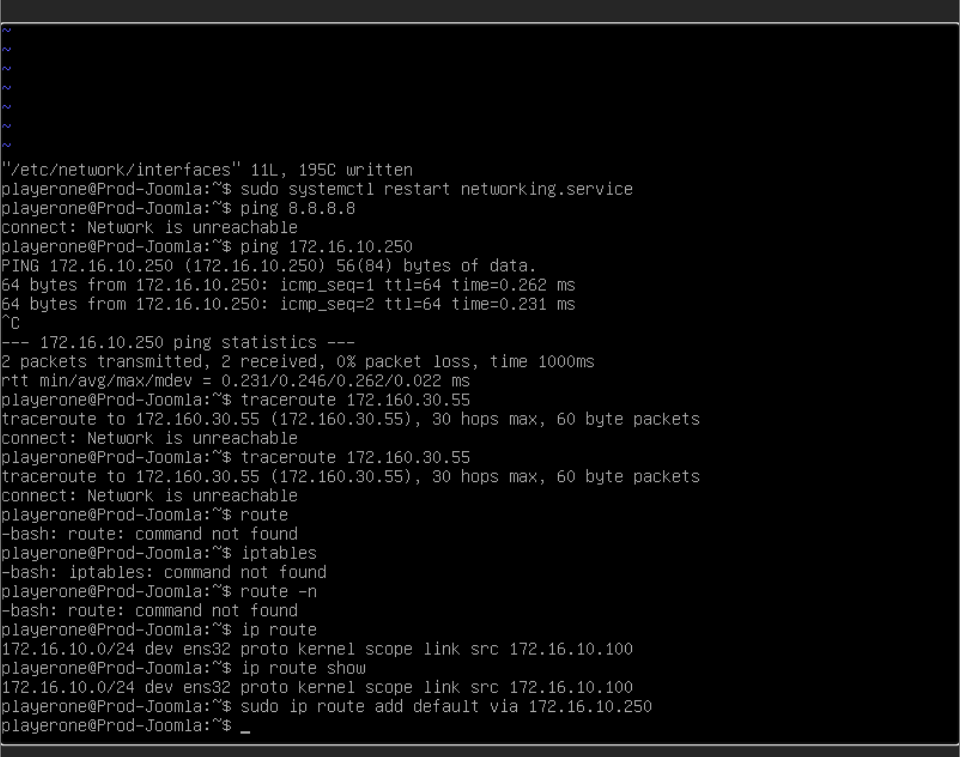 ~
~
~
~
~
~
~
"/etc/network/interfaces" 11L, 195C written
playerone@Prod-Joomla:~$ sudo systemctl restart networking.service
playerone@Prod-Joomla:~$ ping 8.8.8.8
connect: Network is unreachable
playerone@Prod-Joomla:~$ ping 172.16.10.250
PING 172.16.10.250 (172.16.10.250) 56(84) bytes of data.
64 bytes from 172.16.10.250: icmp_seq=1 ttl=64 time=0.262 ms
64 bytes from 172.16.10.250: icmp_seq=2 ttl=64 time=0.231 ms
^C
--- 172.16.10.250 ping statistics ---
2 packets transmitted, 2 received, 0% packet loss, time 1000ms
rtt min/avg/max/mdev = 0.231/0.246/0.262/0.022 ms
playerone@Prod-Joomla:~$ traceroute 172.160.30.55
traceroute to 172.160.30.55 (172.160.30.55), 30 hops max, 60 byte packets
connect: Network is unreachable
playerone@Prod-Joomla:~$ traceroute 172.160.30.55
traceroute to 172.160.30.55 (172.160.30.55), 30 hops max, 60 byte packets
connect: Network is unreachable
playerone@Prod-Joomla:~$ route
-bash: route: command not found
playerone@Prod-Joomla:~$ iptables
-bash: iptables: command not found
playerone@Prod-Joomla:~$ route -n
-bash: route: command not found
playerone@Prod-Joomla:~$ ip route
172.16.10.0/24 dev ens32 proto kernel scope link src 172.16.10.100
playerone@Prod-Joomla:~$ ip route show
172.16.10.0/24 dev ens32 proto kernel scope link src 172.16.10.100
playerone@Prod-Joomla:~$ sudo ip route add default via 172.16.10.250
playerone@Prod-Joomla:~$ _